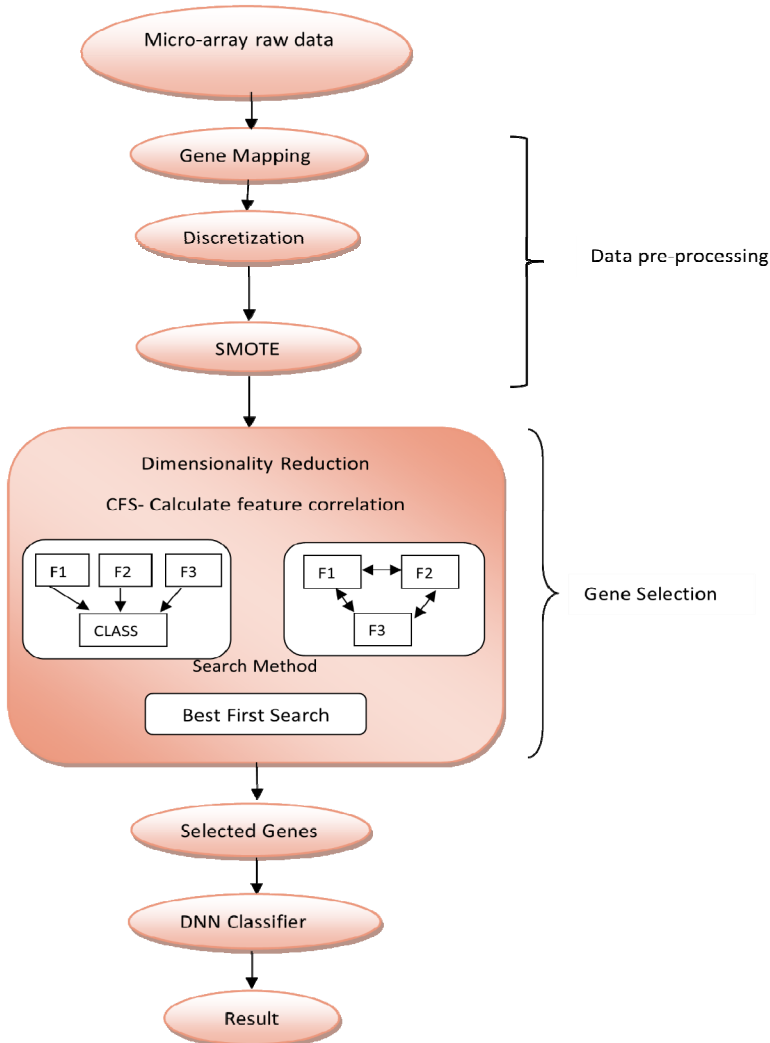 Micro-array raw data
Gene Mapping
Discretization
Data pre-processing
SMOTE
Dimensionality Reduction
CFS- Calculate feature correlation
F1 F2 F3
CLASS
F1 F2
F3
Gene Selection
Search Method
Best First Search
Selected Genes
DNN Classifier
Result